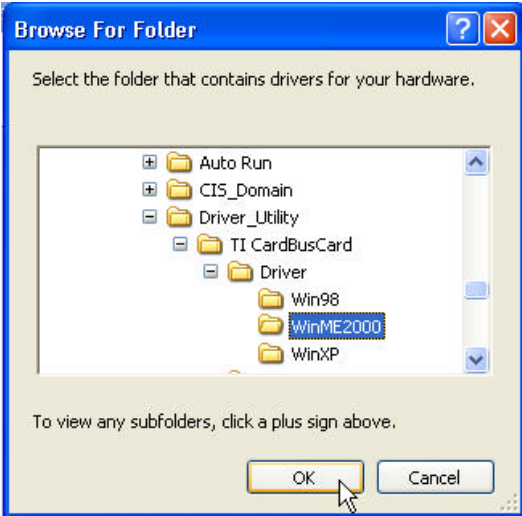 Browse For Folder
Select the folder that contains drivers for your hardware.
Auto Run
CIS_Domain
Driver_Utility
TI CardBusCard
Driver
Win98
WinME2000
WinXP
To view any subfolders, click a plus sign above.
OK Cancel